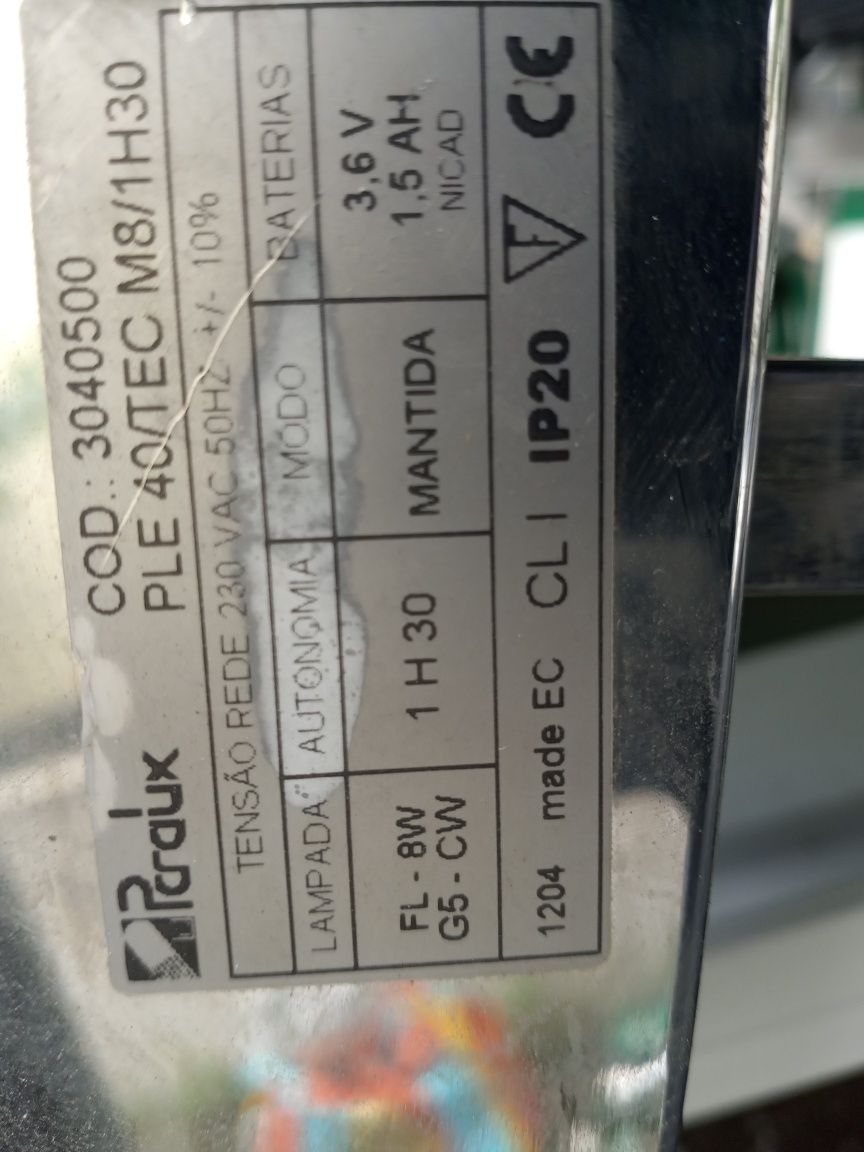 Pardlux
COD.: 3040500
PLE 40/TEC M8/1H30
TENSÃO REDE 230 VAC 50HZ +/- 10%
LAMPADA AUTONOMIA MODO BATERIAS
FL - 8W
G5 - CW
1 H 30
MANTIDA
3,6 V
1,5 AH
NICAD
1204 made EC CL I IP20 F CE